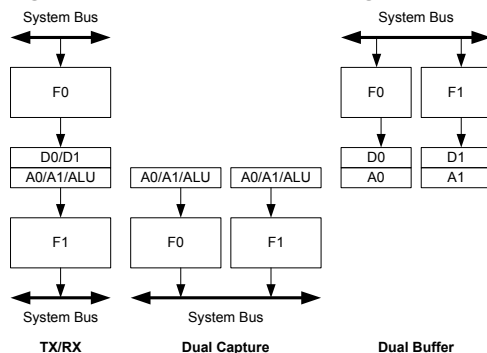 System Bus
System Bus
F0
F0
F1
D0/D1
D0
D1
A0/A1/ALU
A0/A1/ALU
A0/A1/ALU
A0
A1
F1
F0
F1
System Bus
System Bus
TX/RX
Dual Capture
Dual Buffer